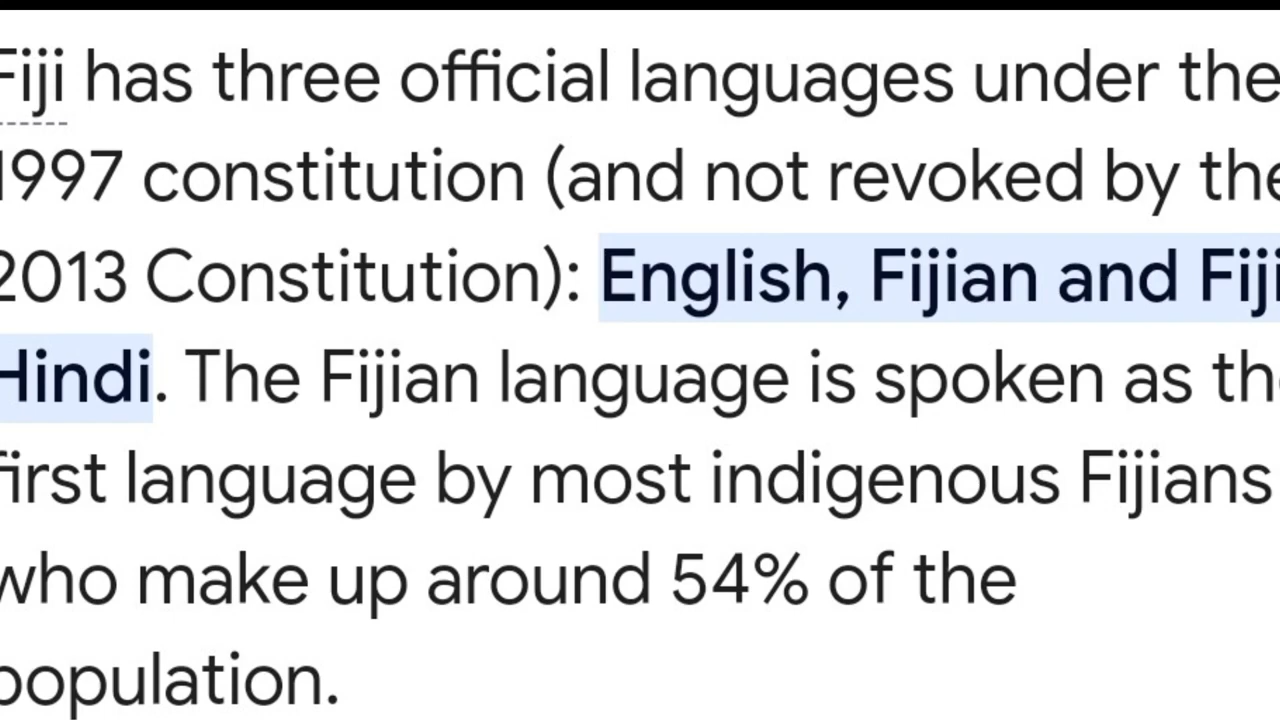 Fiji has three official languages under the
1997 constitution (and not revoked by the
2013 Constitution): English, Fijian and Fiji
Hindi. The Fijian language is spoken as the
first language by most indigenous Fijians
who make up around 54% of the
population.